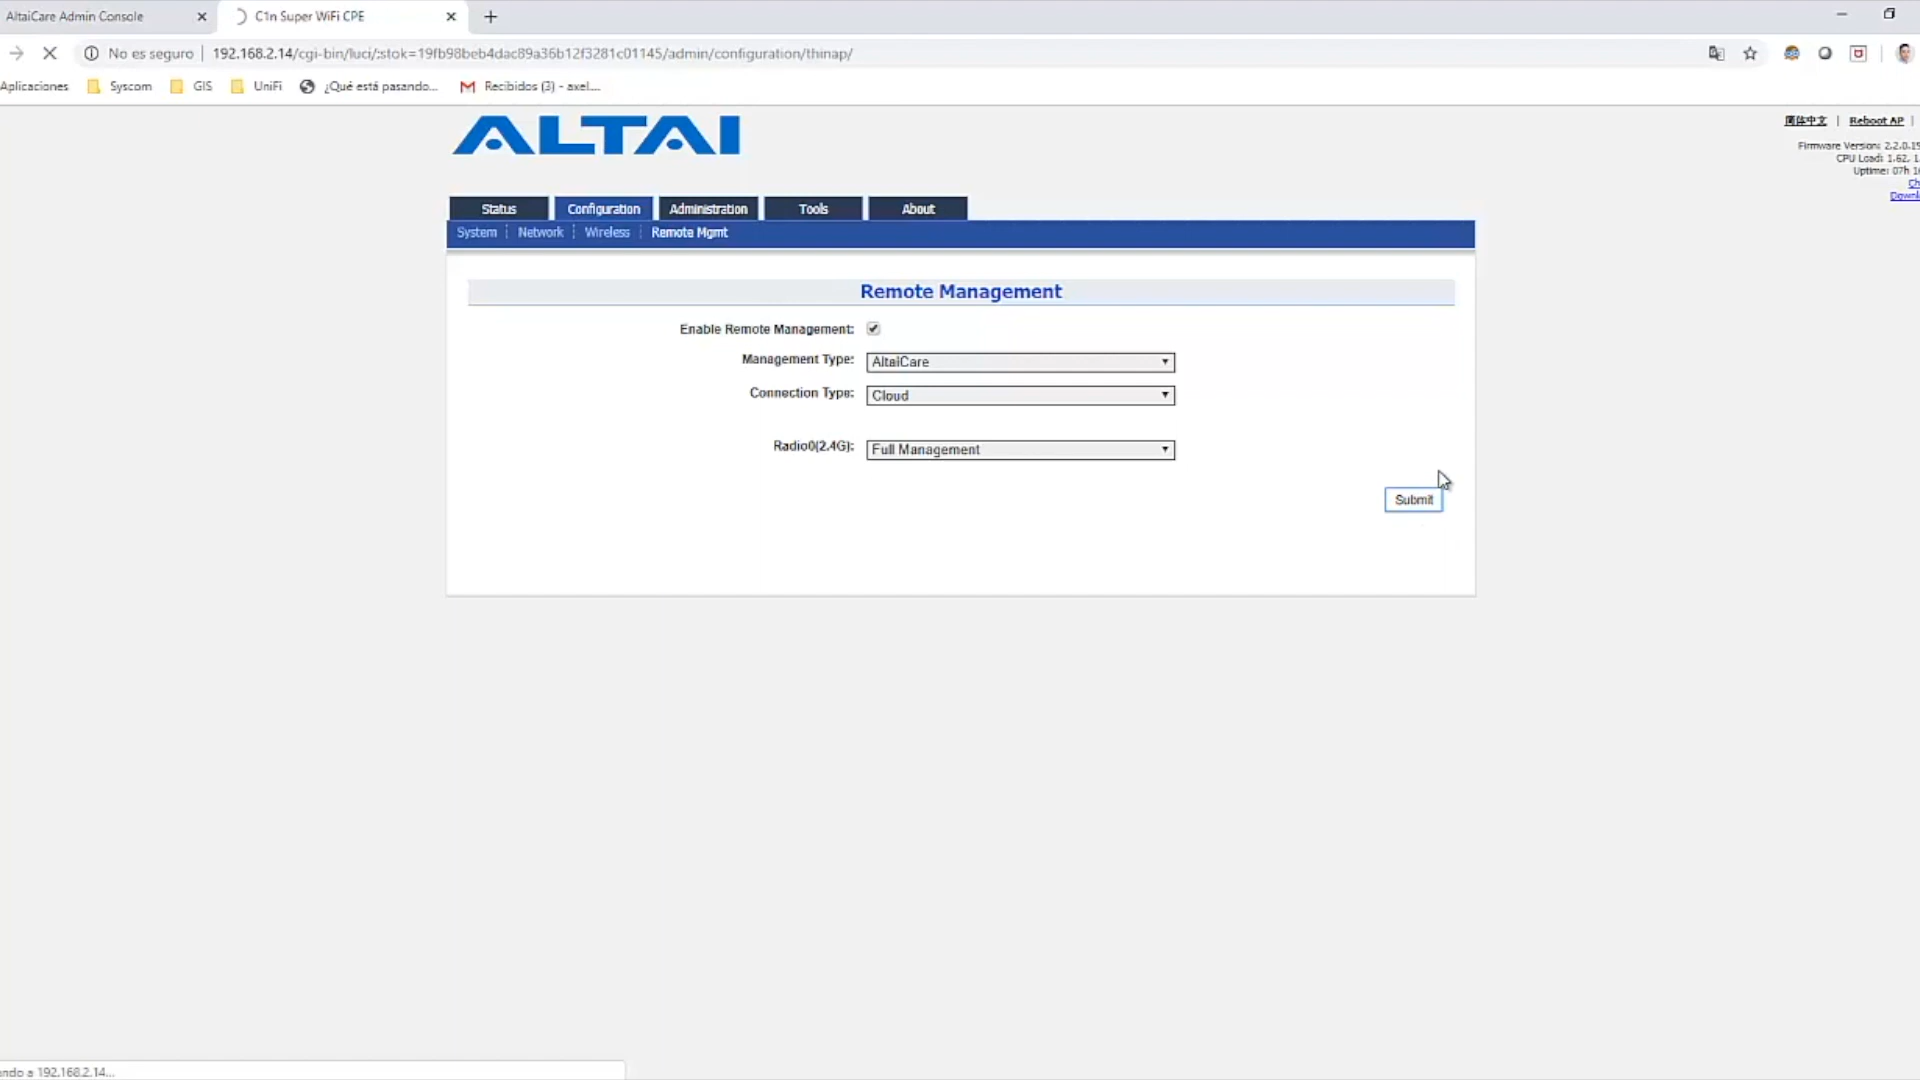 AltaiCare Admin Console
C1n Super WiFi CPE
No es seguro
192.168.2.14/cgi-bin/luci/;stok=19fb98beb4dac89a36b12f3281c01145/admin/configuration/thinap/
Aplicaciones
Syscom
GIS
UniFi
¿Qué está pasando...
Recibidos (3) - axel....
ALTAI
简体中文 | Reboot AP |
Firmware Version: 2.2.0.15
CPU Load: 1.62, 1.
Uptime: 07h 1
Ch
Downl
Status
Configuration
Administration
Tools
About
System
Network
Wireless
Remote Mgmt
Remote Management
Enable Remote Management:
Management Type:
AltaiCare
Connection Type:
Cloud
Radio0(2.4G):
Full Management
Submit
ndo a 192.168.2.14...